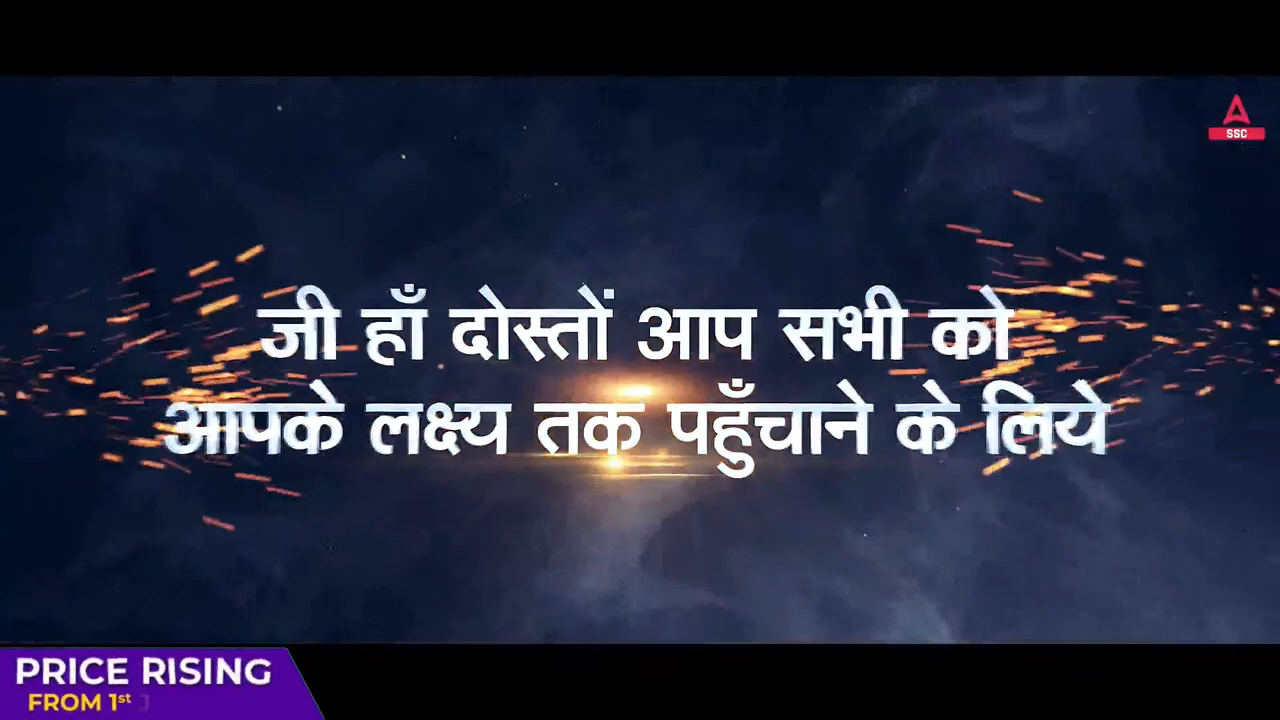 SSC
जी हाँ दोस्तों आप सभी को
आपके लक्ष्य तक पहुँचाने के लिये
PRICE RISING
FROM 1st J